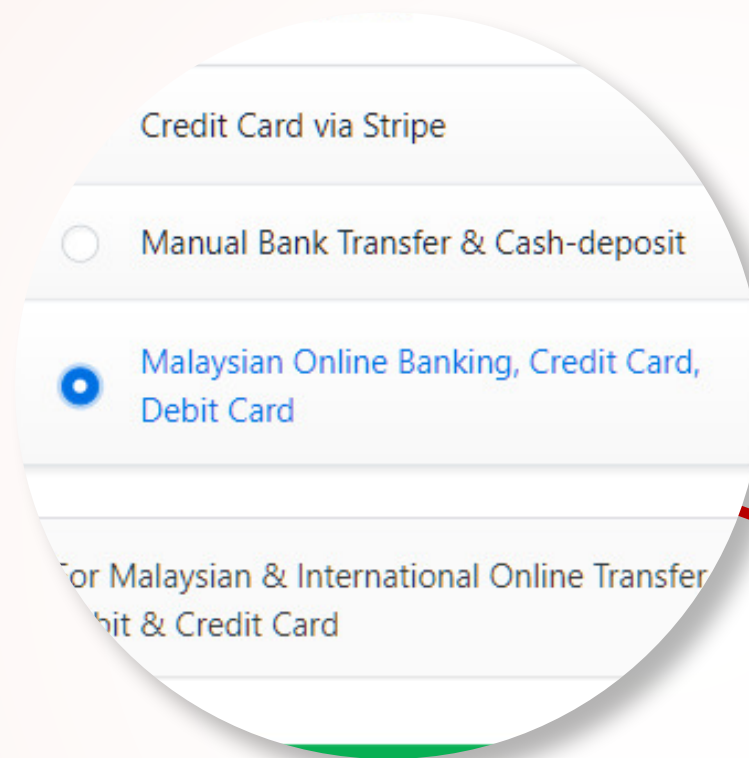 Credit Card via Stripe
Manual Bank Transfer & Cash-deposit
Malaysian Online Banking, Credit Card,
Debit Card
Malaysian & International Online Transfer
& Credit Card